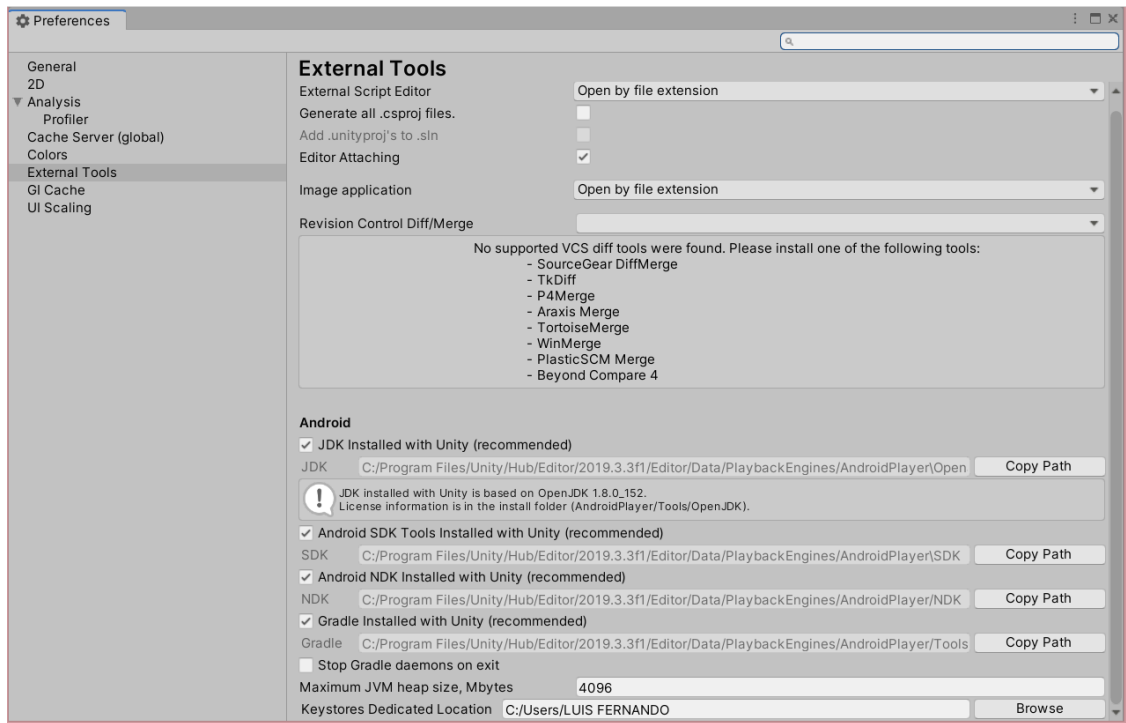 Preferences
General
2D
Analysis
Profiler
Cache Server (global)
Colors
External Tools
GI Cache
UI Scaling
External Tools
External Script Editor Open by file extension
Generate all .csproj files.
Add .unityproj's to .sln
Editor Attaching
Image application Open by file extension
Revision Control Diff/Merge
No supported VCS diff tools were found. Please install one of the following tools:
- SourceGear DiffMerge
- TkDiff
- P4Merge
- Araxis Merge
- TortoiseMerge
- WinMerge
- PlasticSCM Merge
- Beyond Compare 4
Android
JDK Installed with Unity (recommended)
JDK C:/Program Files/Unity/Hub/Editor/2019.3.3f1/Editor/Data/PlaybackEngines/AndroidPlayer\Open Copy Path
JDK installed with Unity is based on OpenJDK 1.8.0_152.
License information is in the install folder (AndroidPlayer/Tools/OpenJDK).
Android SDK Tools Installed with Unity (recommended)
SDK C:/Program Files/Unity/Hub/Editor/2019.3.3f1/Editor/Data/PlaybackEngines/AndroidPlayer\SDK Copy Path
Android NDK Installed with Unity (recommended)
NDK C:/Program Files/Unity/Hub/Editor/2019.3.3f1/Editor/Data/PlaybackEngines/AndroidPlayer/NDK Copy Path
Gradle Installed with Unity (recommended)
Gradle C:/Program Files/Unity/Hub/Editor/2019.3.3f1/Editor/Data/PlaybackEngines/AndroidPlayer/Tools Copy Path
Stop Gradle daemons on exit
Maximum JVM heap size, Mbytes 4096
Keystores Dedicated Location C:/Users/LUIS FERNANDO Browse